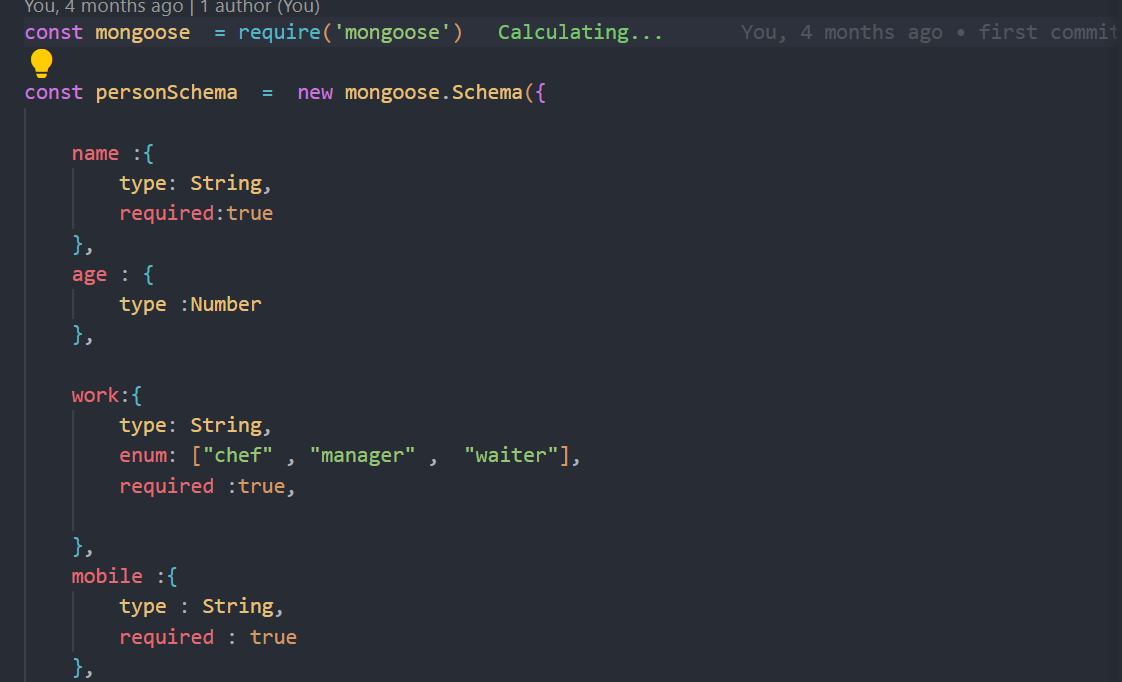 You, 4 months ago | 1 author (You)
const mongoose  = require('mongoose')   Calculating...      You, 4 months ago • first commit
const personSchema  =  new mongoose.Schema({
    name :{
        type: String,
        required:true
    },
    age : {
        type :Number
    },
    work:{
        type: String,
        enum: ["chef" , "manager" ,  "waiter"],
        required :true,
    },
    mobile :{
        type : String,
        required : true
    },